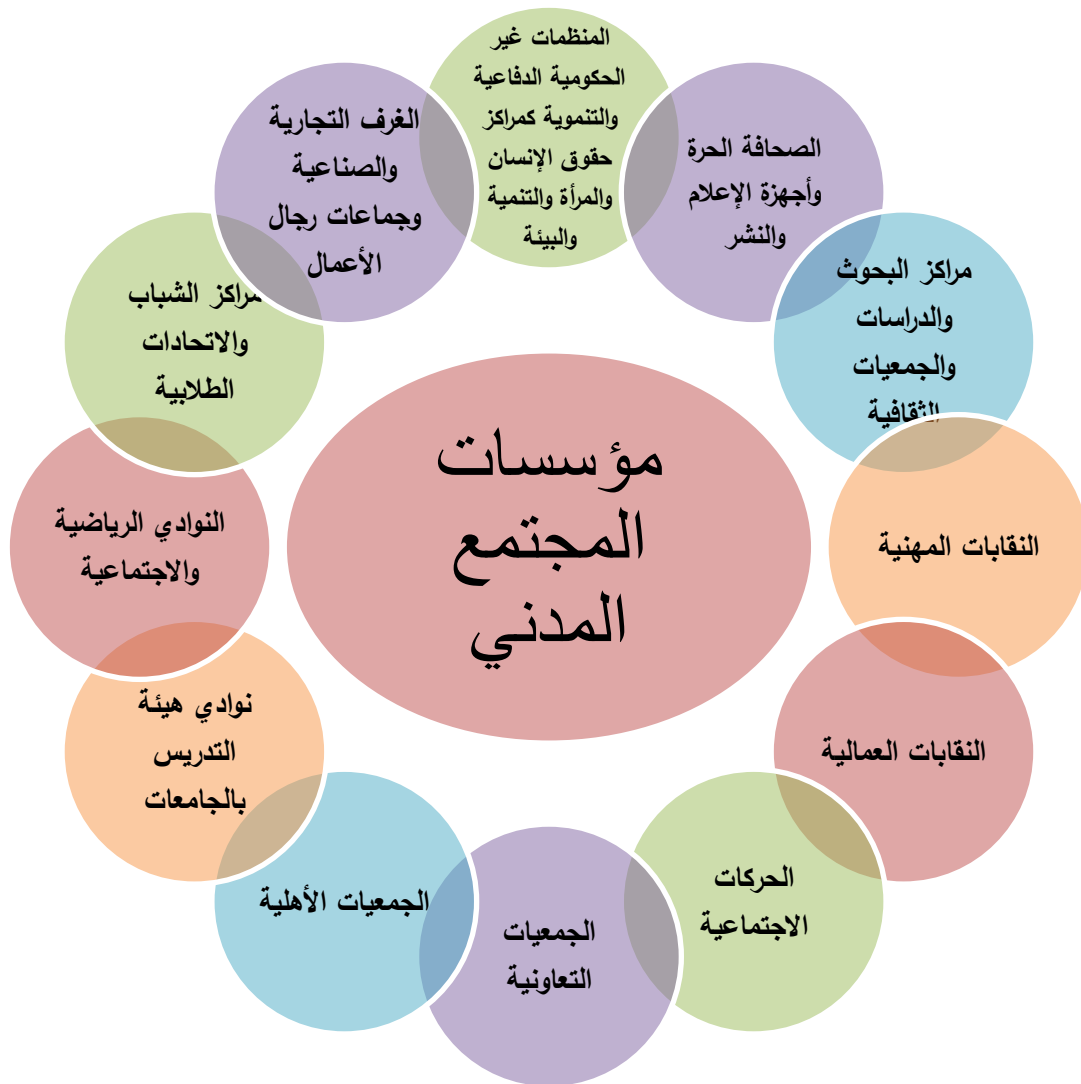 المنظمات غير
الحكومية الدفاعية
والتنموية كمراكز
حقوق الإنسان
والمرأة والتنمية
والبيئة
الصحافة الحرة
وأجهزة الإعلام
والنشر
مراكز البحوث
والدراسات
والجمعيات
الثقافية
النقابات المهنية
النقابات العمالية
الحركات
الاجتماعية
الجمعيات
التعاونية
الجمعيات الأهلية
نوادي هيئة
التدريس
بالجامعات
النوادي الرياضية
والاجتماعية
مراكز الشباب
والاتحادات
الطلابية
الغرف التجارية
والصناعية
وجماعات رجال
الأعمال
مؤسسات
المجتمع
المدني